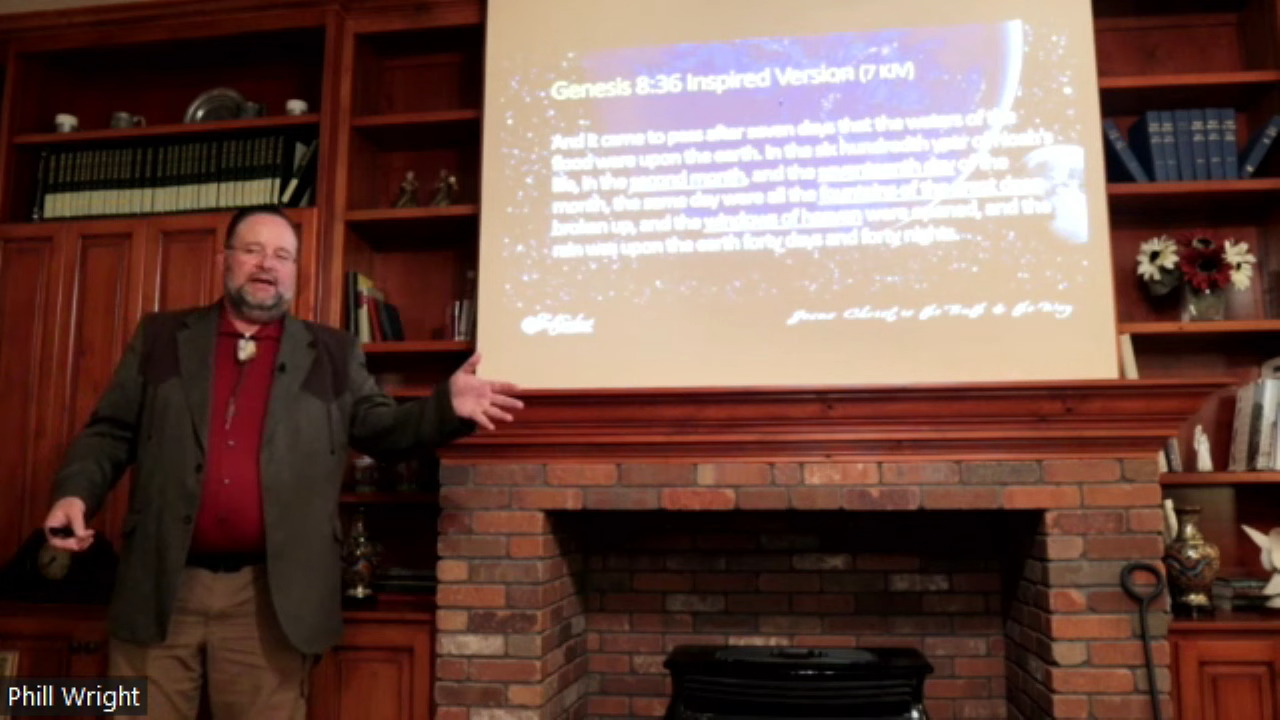 Genesis 8:36 Inspired Version (7 KJV)
And it came to pass after seven days that the waters of the
flood were upon the earth. In the six hundredth year of Noah's
life, in the second month, and the seventeenth day of the
month, the same day were all the fountains of the great deep
broken up, and the windows of heaven were opened, and the
rain was upon the earth forty days and forty nights.
Jesus Christ is the Truth & the Way
Phill Wright